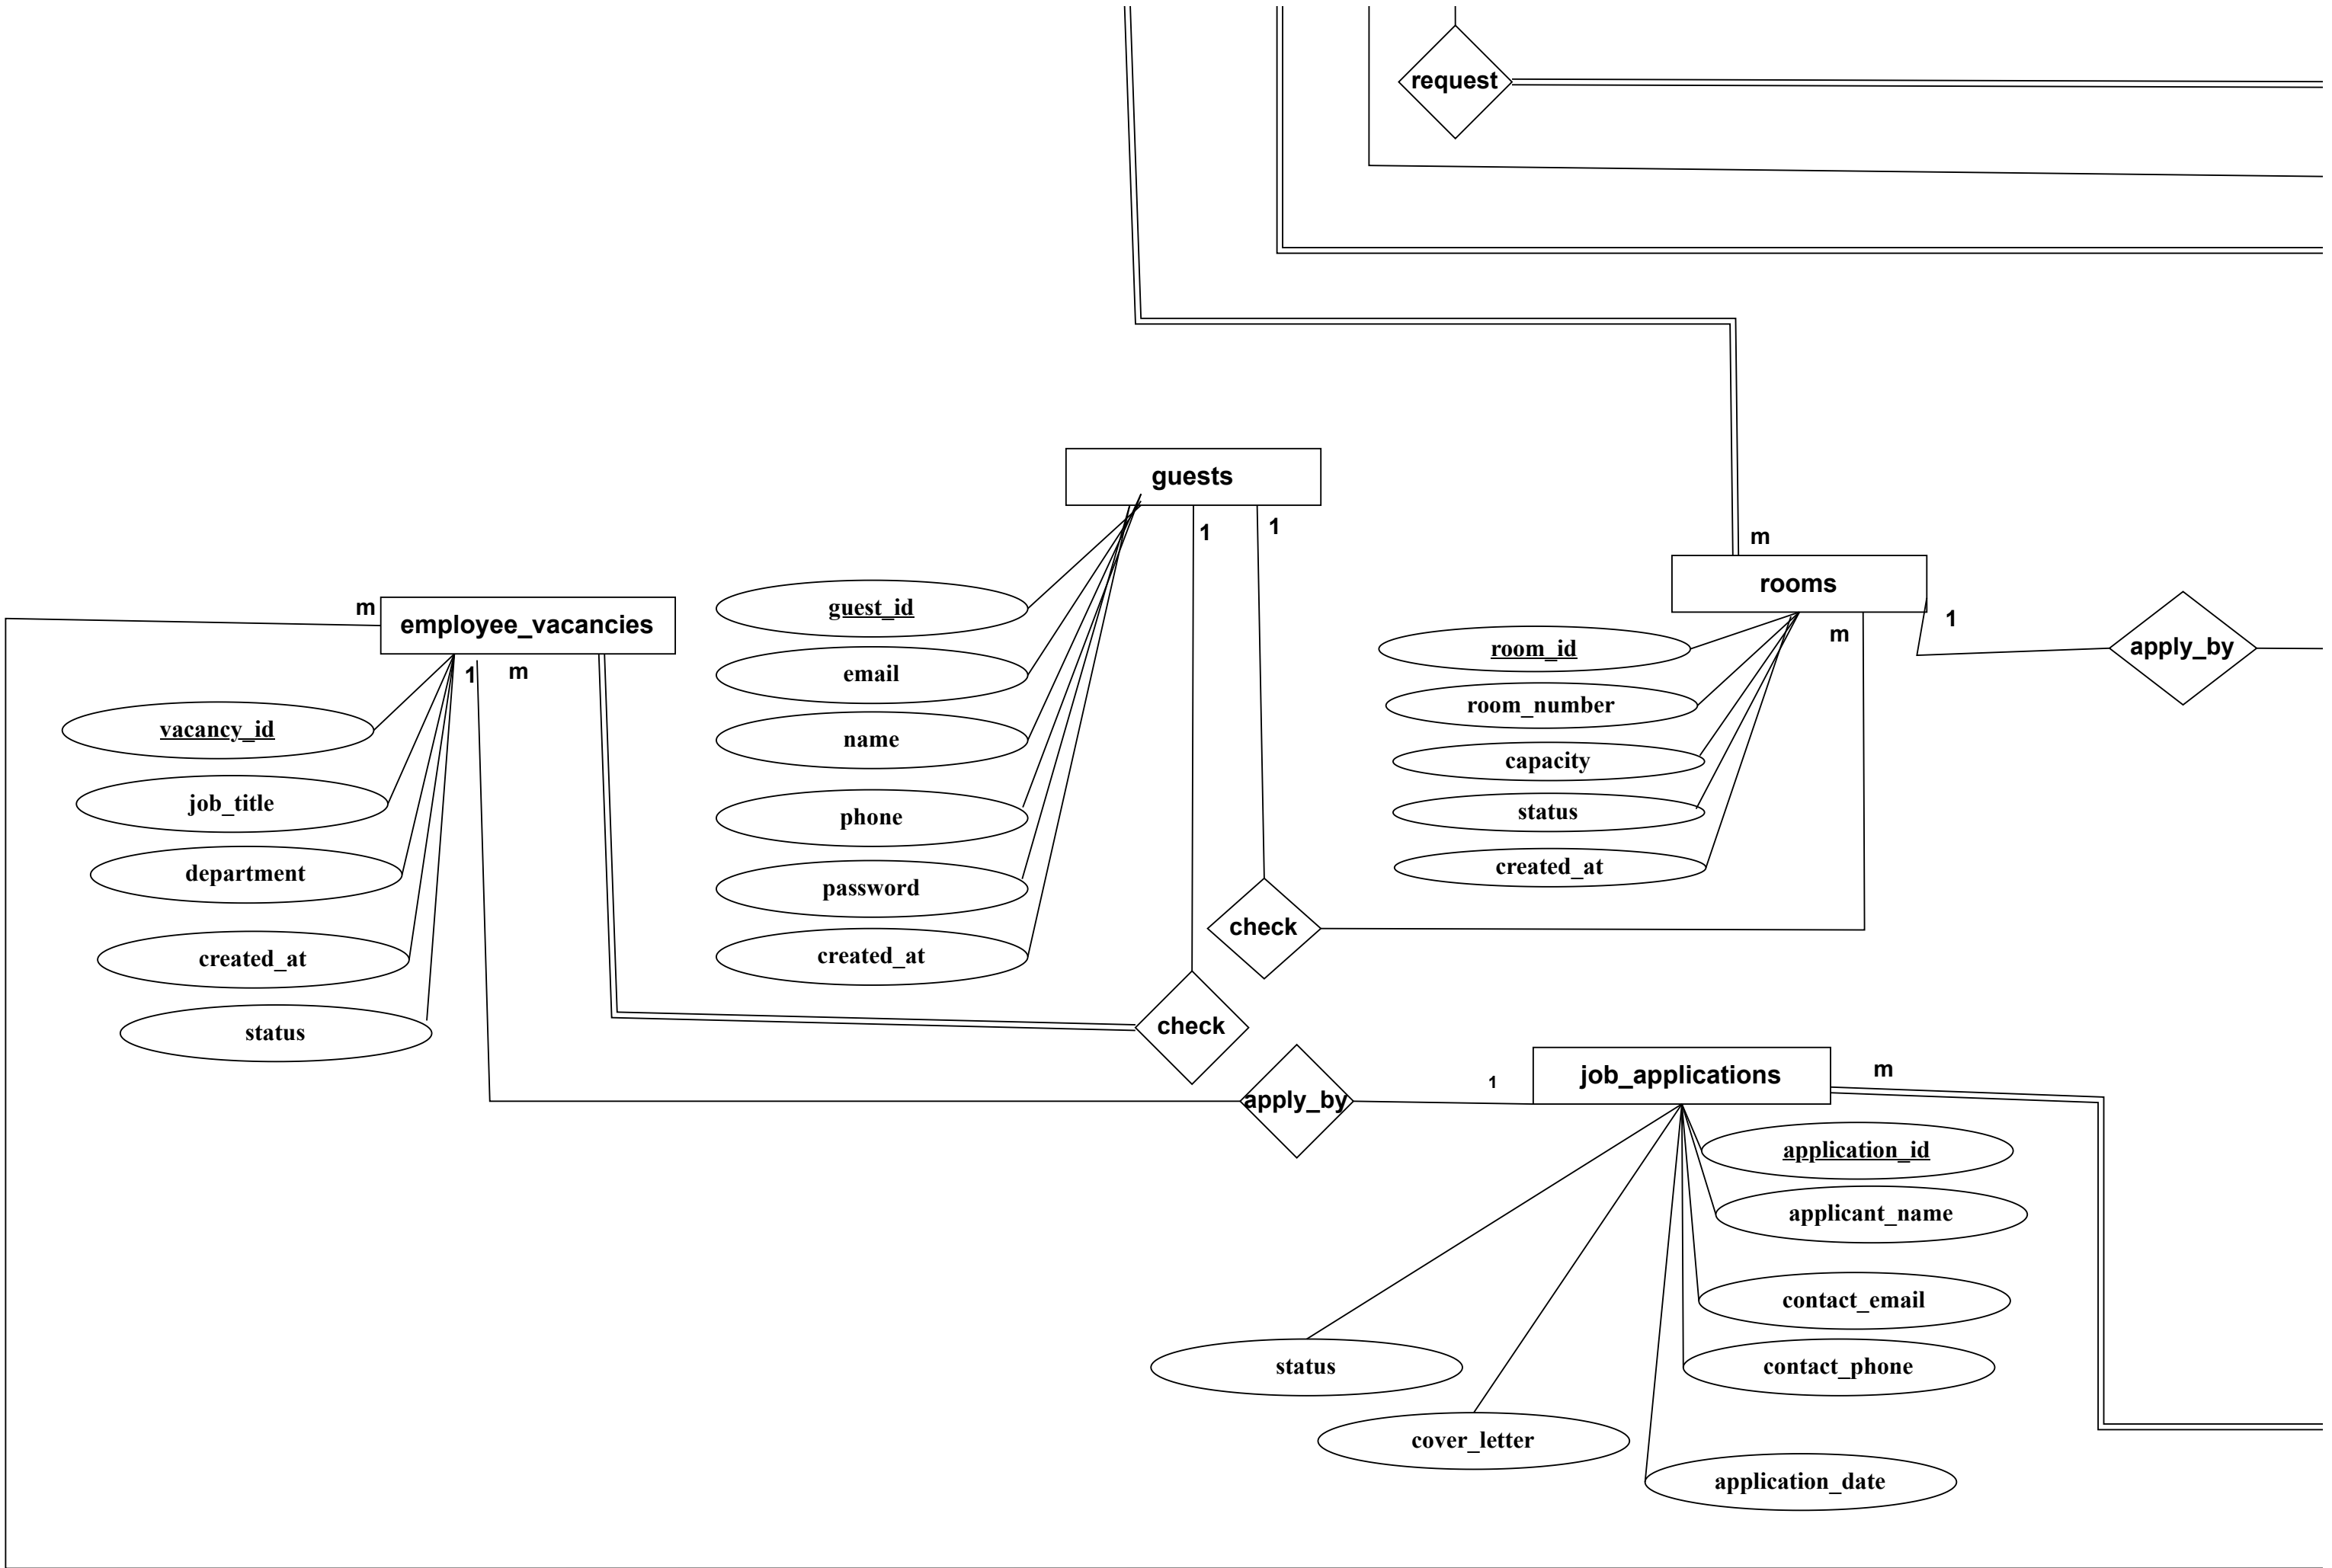 request
guests
1
1
m
rooms
m
employee_vacancies
guest_id
1
m
room_id
apply_by
1
m
email
room_number
vacancy_id
name
capacity
job_title
phone
status
department
password
created_at
check
created_at
created_at
status
check
job_applications
m
1
apply_by
application_id
applicant_name
contact_email
status
contact_phone
cover_letter
application_date